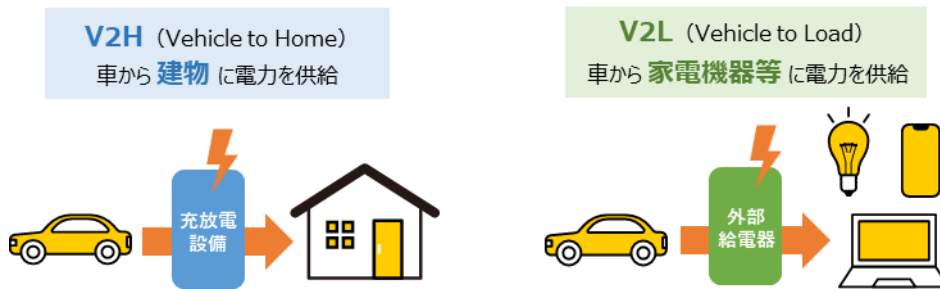 V2H（Vehicle to Home）
車から 建物 に電力を供給
充放電
設備
V2L（Vehicle to Load）
車から 家電機器等 に電力を供給
外部
給電器